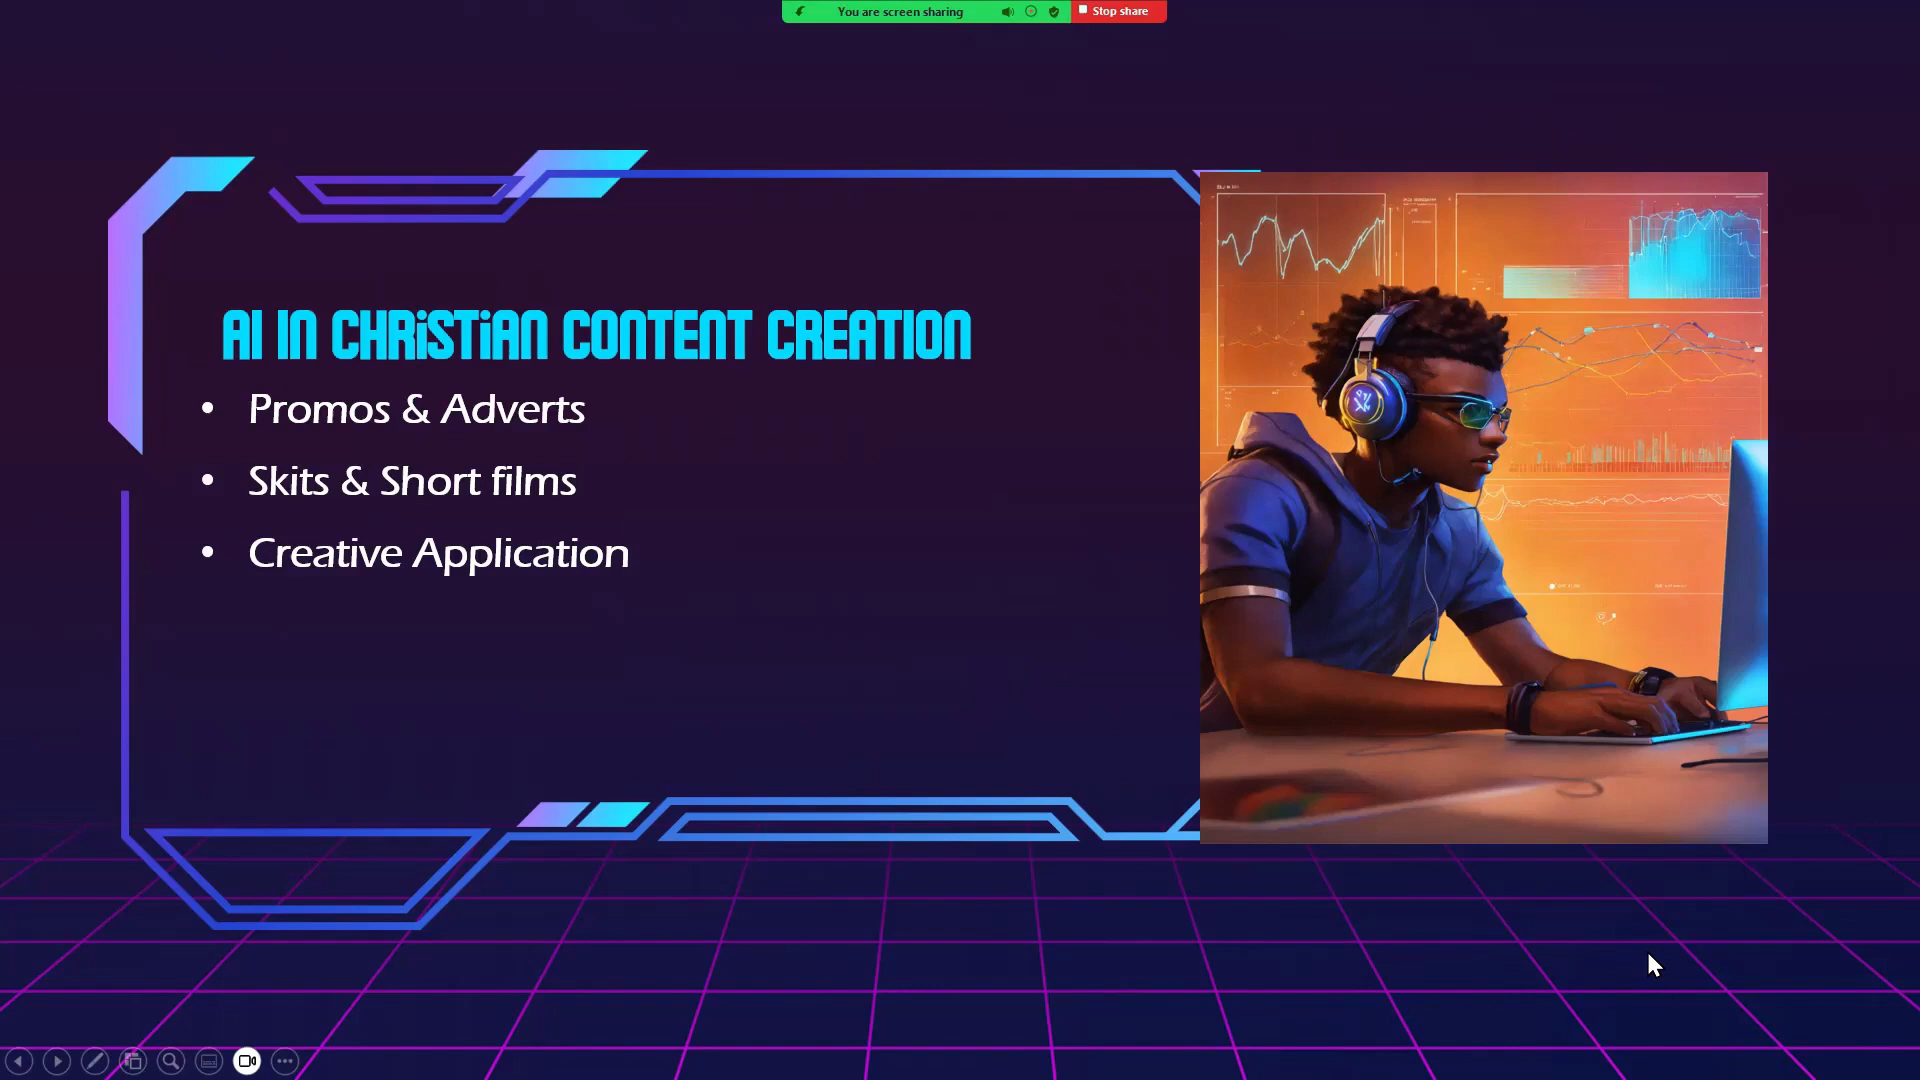 You are screen sharing
Stop share
AI IN CHRiSTiAN CONTENT CREATION
• Promos & Adverts
• Skits & Short films
• Creative Application